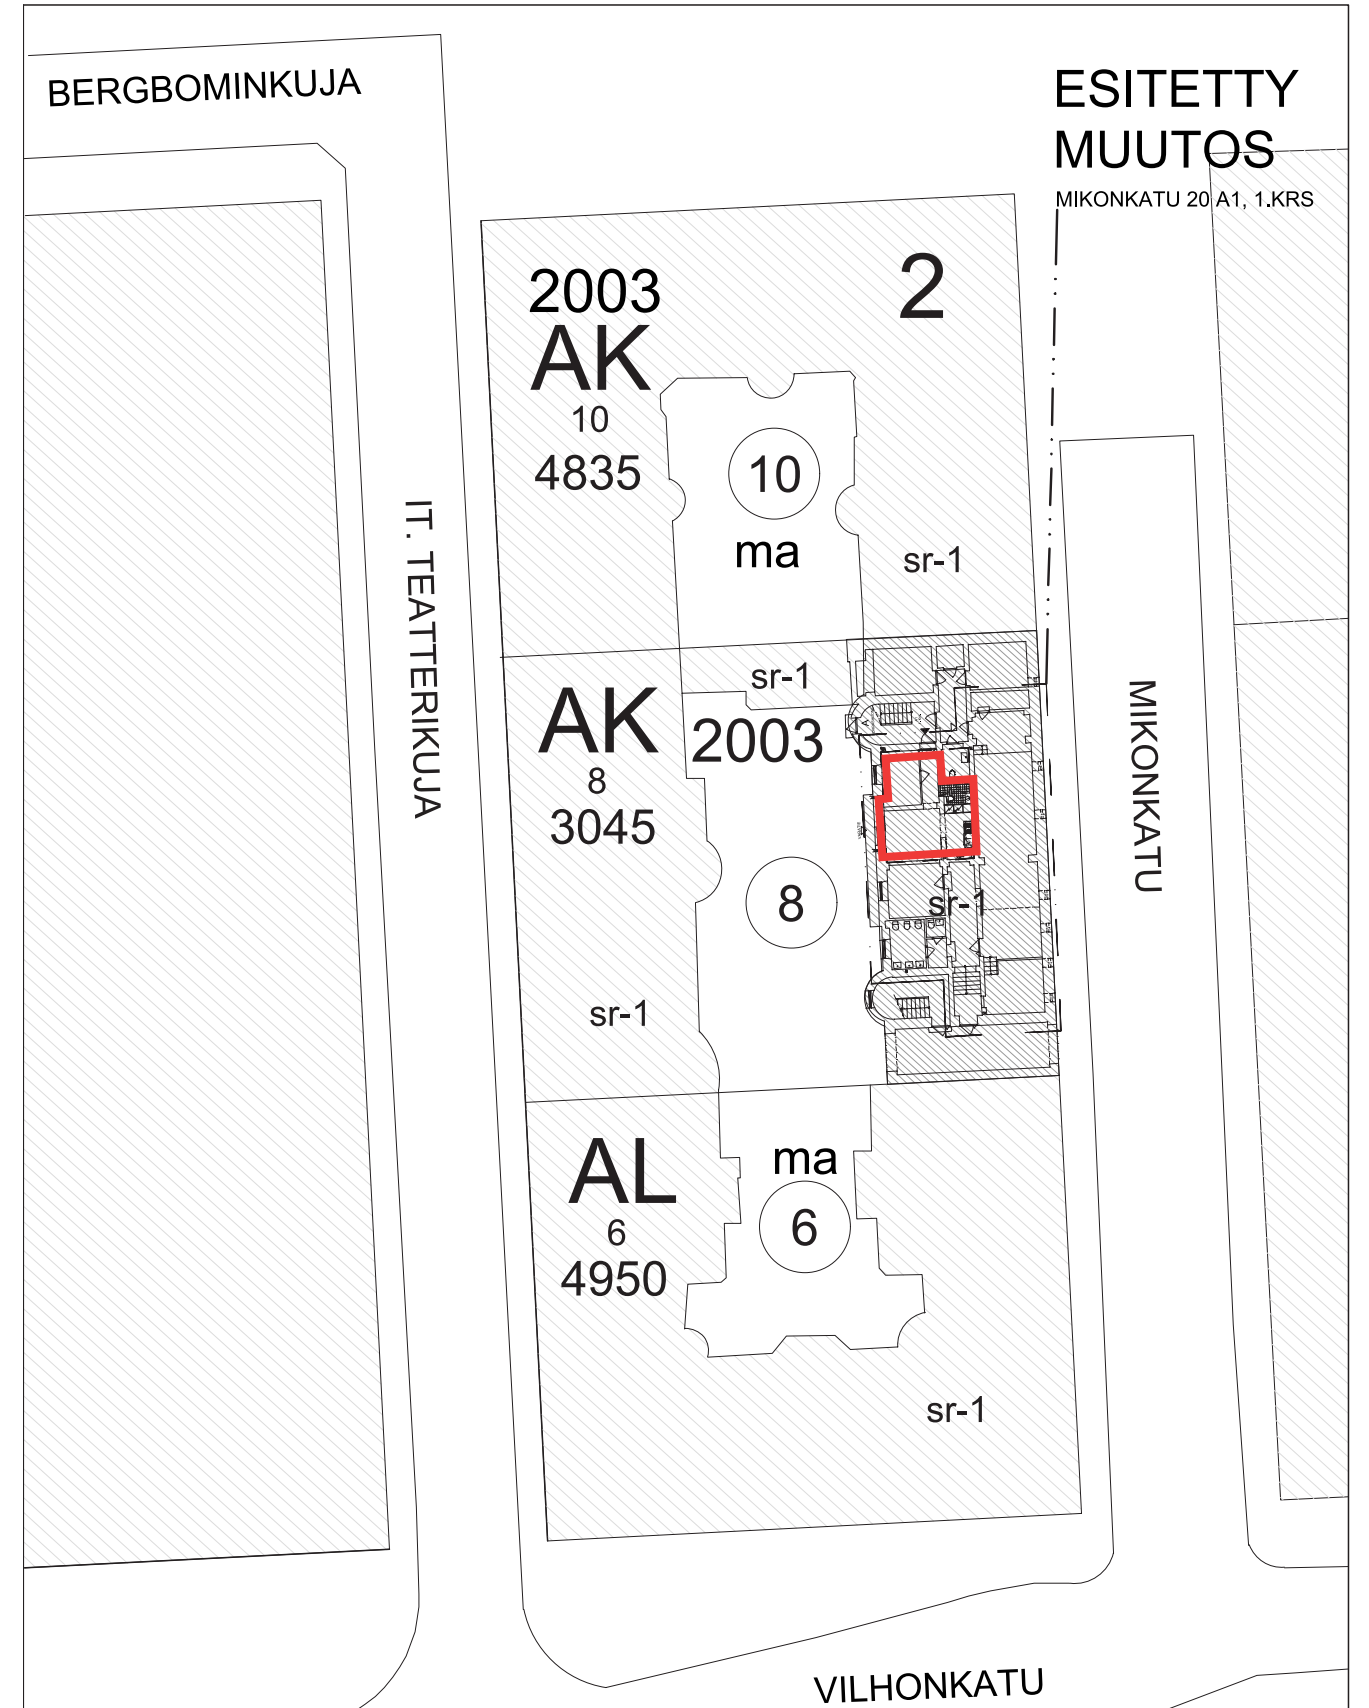 BERGBOMINKUJA
ESITETTY
MUUTOS
MIKONKATU 20 A1, 1.KRS
2003
2
AK
10
4835
10
ma
sr-1
IT. TEATTERIKUJA
sr-1
AK
2003
8
3045
MIKONKATU
8
sr-1
sr-1
AL
ma
6
6
4950
sr-1
VILHONKATU